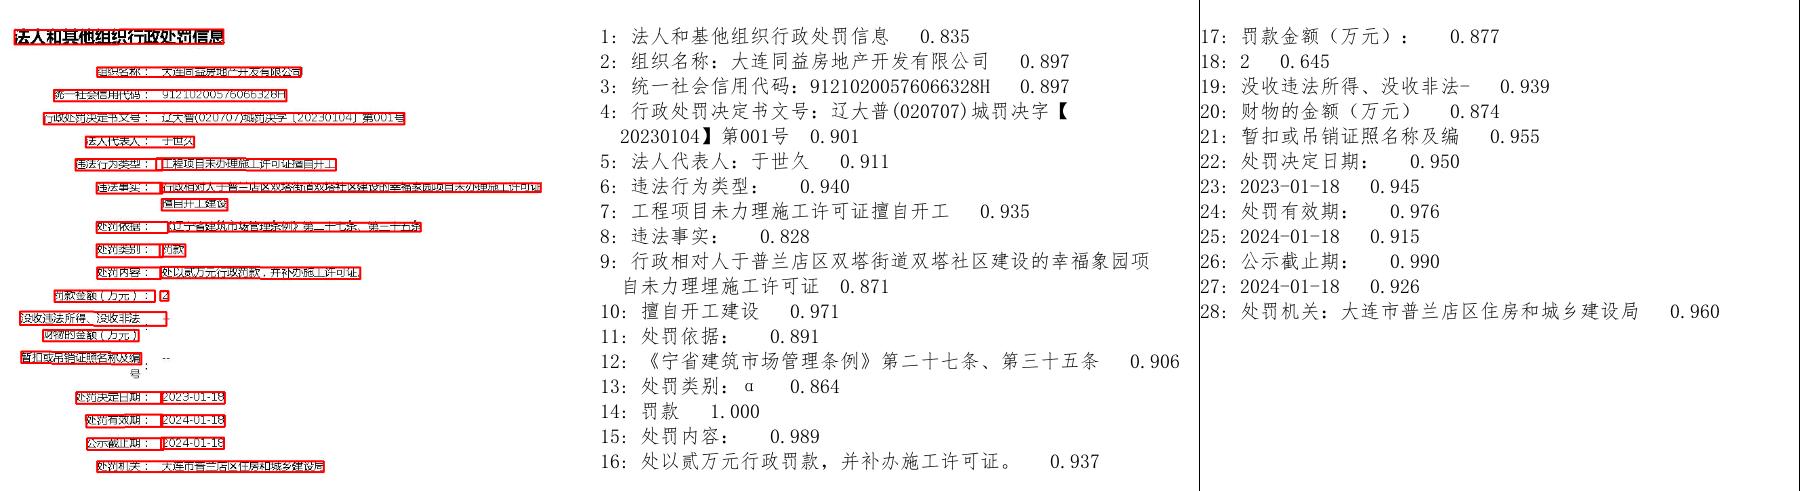 法人和其他组织行政处罚信息
组织名称： 大连同益房地产开发有限公司
统一社会信用代码： 91210200576066328H
行政处罚决定书文号： 辽大普(020707)城罚决字〔20230104〕第001号
法人代表人： 于世久
违法行为类型： 工程项目未办理施工许可证擅自开工
违法事实： 行政相对人于普兰店区双塔街道双塔社区建设的幸福家园项目未办理施工许可证
擅自开工建设
处罚依据： 《辽宁省建筑市场管理条例》第二十七条、第三十五条
处罚类别： 罚款
处罚内容： 处以贰万元行政罚款，并补办施工许可证。
罚款金额（万元）： 2
没收违法所得、没收非法
财物的金额（万元）： --
暂扣或吊销证照名称及编
号： --
处罚决定日期： 2023-01-18
处罚有效期： 2024-01-18
公示截止期： 2024-01-18
处罚机关： 大连市普兰店区住房和城乡建设局
1: 法人和基他组织行政处罚信息 0.835
2: 组织名称: 大连同益房地产开发有限公司 0.897
3: 统一社会信用代码: 91210200576066328H 0.897
4: 行政处罚决定书文号: 辽大普(020707)城罚决字【
20230104】第001号 0.901
5: 法人代表人: 于世久 0.911
6: 违法行为类型: 0.940
7: 工程项目未力理施工许可证擅自开工 0.935
8: 违法事实: 0.828
9: 行政相对人于普兰店区双塔街道双塔社区建设的幸福象园项
自未力理埋施工许可证 0.871
10: 擅自开工建设 0.971
11: 处罚依据: 0.891
12: 《宁省建筑市场管理条例》第二十七条、第三十五条 0.906
13: 处罚类别: α 0.864
14: 罚款 1.000
15: 处罚内容: 0.989
16: 处以贰万元行政罚款，并补办施工许可证。 0.937
17: 罚款金额（万元）: 0.877
18: 2 0.645
19: 没收违法所得、没收非法- 0.939
20: 财物的金额（万元） 0.874
21: 暂扣或吊销证照名称及编 0.955
22: 处罚决定日期: 0.950
23: 2023-01-18 0.945
24: 处罚有效期: 0.976
25: 2024-01-18 0.915
26: 公示截止期: 0.990
27: 2024-01-18 0.926
28: 处罚机关: 大连市普兰店区住房和城乡建设局 0.960